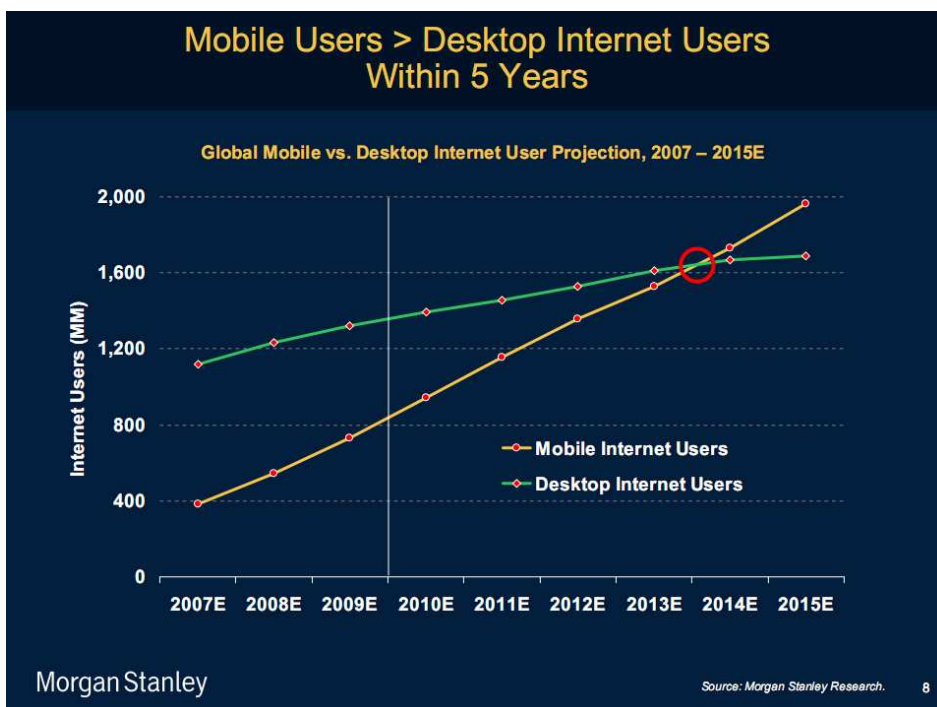 Mobile Users > Desktop Internet Users
Within 5 Years
Global Mobile vs. Desktop Internet User Projection, 2007 – 2015E
2,000
1,600
1,200
800
400
0
Internet Users (MM)
Mobile Internet Users
Desktop Internet Users
2007E 2008E 2009E 2010E 2011E 2012E 2013E 2014E 2015E
Morgan Stanley
Source: Morgan Stanley Research.
8